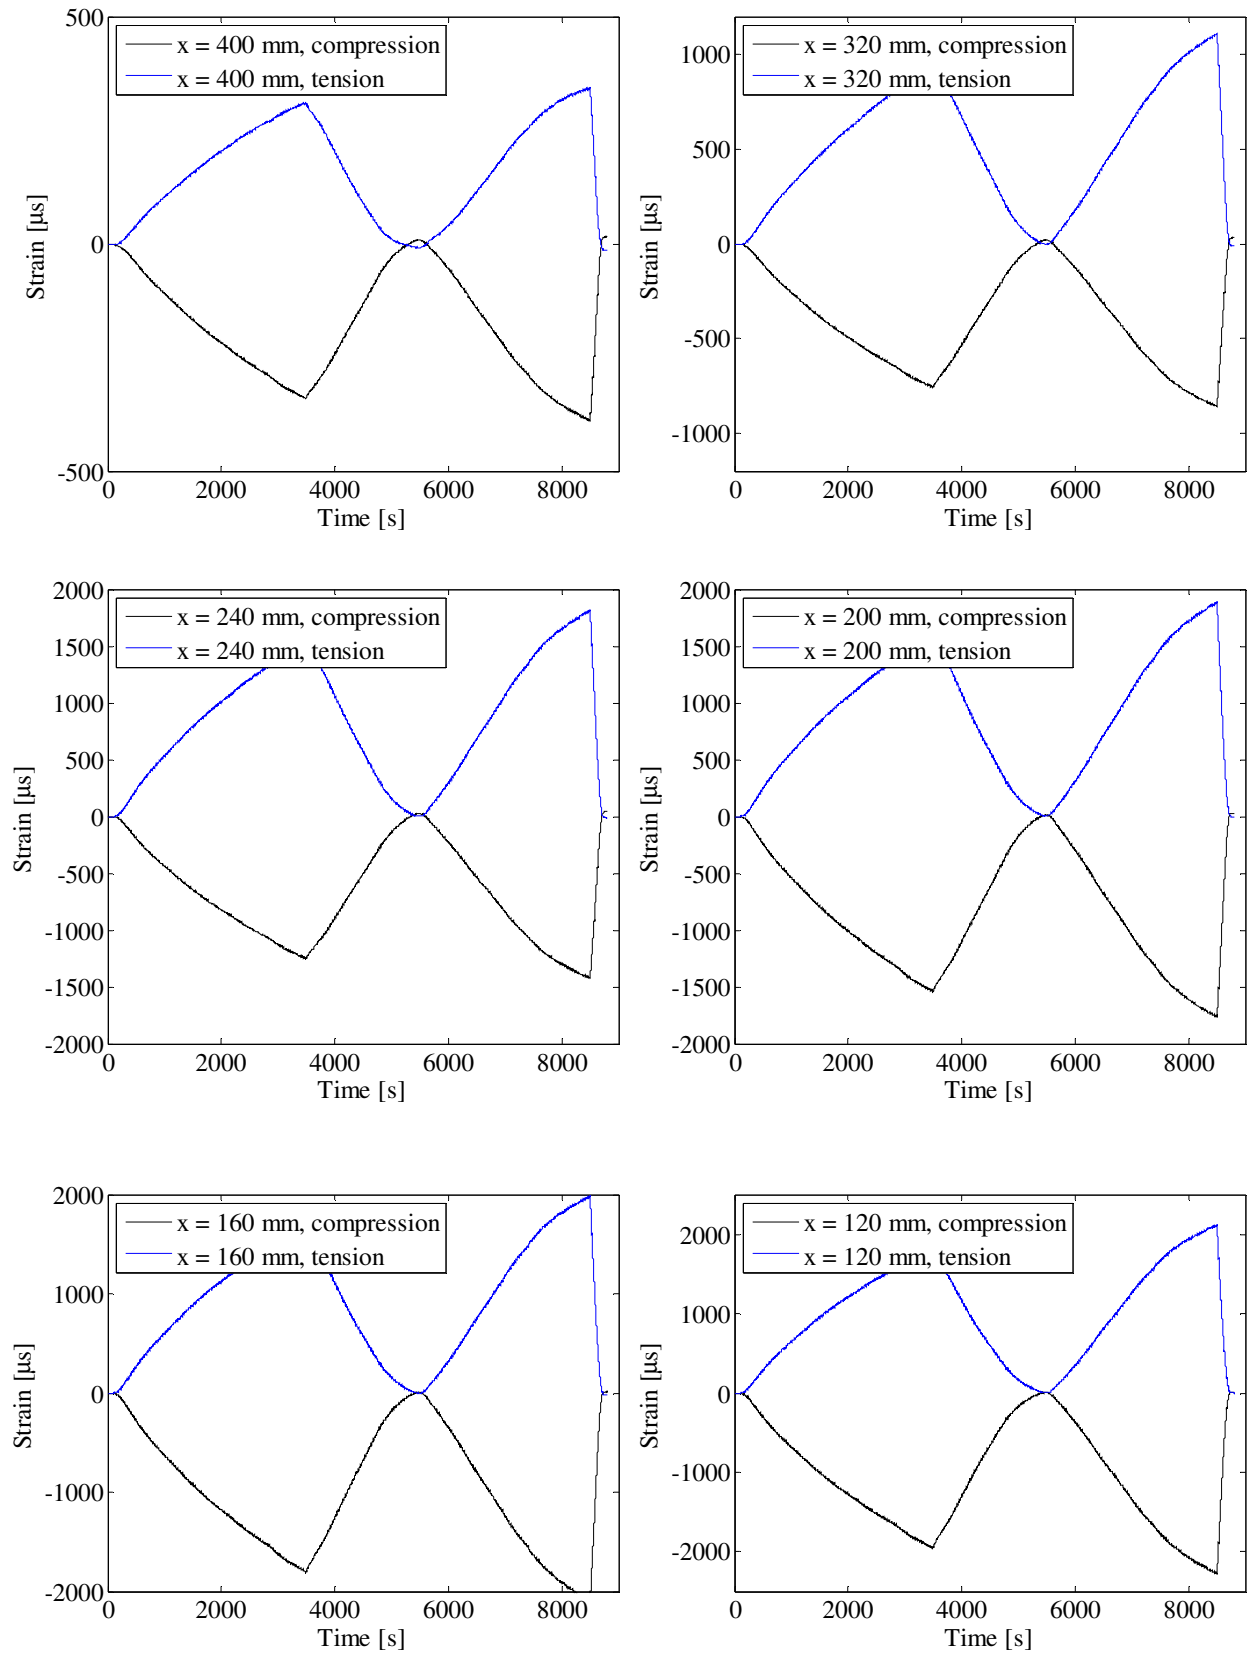 500
x = 400 mm, compression
x = 400 mm, tension
0
-500
Strain [µs]
0 2000 4000 6000 8000
Time [s]
1000
x = 320 mm, compression
x = 320 mm, tension
500
0
-500
-1000
Strain [µs]
0 2000 4000 6000 8000
Time [s]
2000
x = 240 mm, compression
x = 240 mm, tension
1500
1000
500
0
-500
-1000
-1500
-2000
Strain [µs]
0 2000 4000 6000 8000
Time [s]
2000
x = 200 mm, compression
x = 200 mm, tension
1500
1000
500
0
-500
-1000
-1500
-2000
Strain [µs]
0 2000 4000 6000 8000
Time [s]
2000
x = 160 mm, compression
x = 160 mm, tension
1000
0
-1000
-2000
Strain [µs]
0 2000 4000 6000 8000
Time [s]
x = 120 mm, compression
2000
x = 120 mm, tension
1000
0
-1000
-2000
Strain [µs]
0 2000 4000 6000 8000
Time [s]